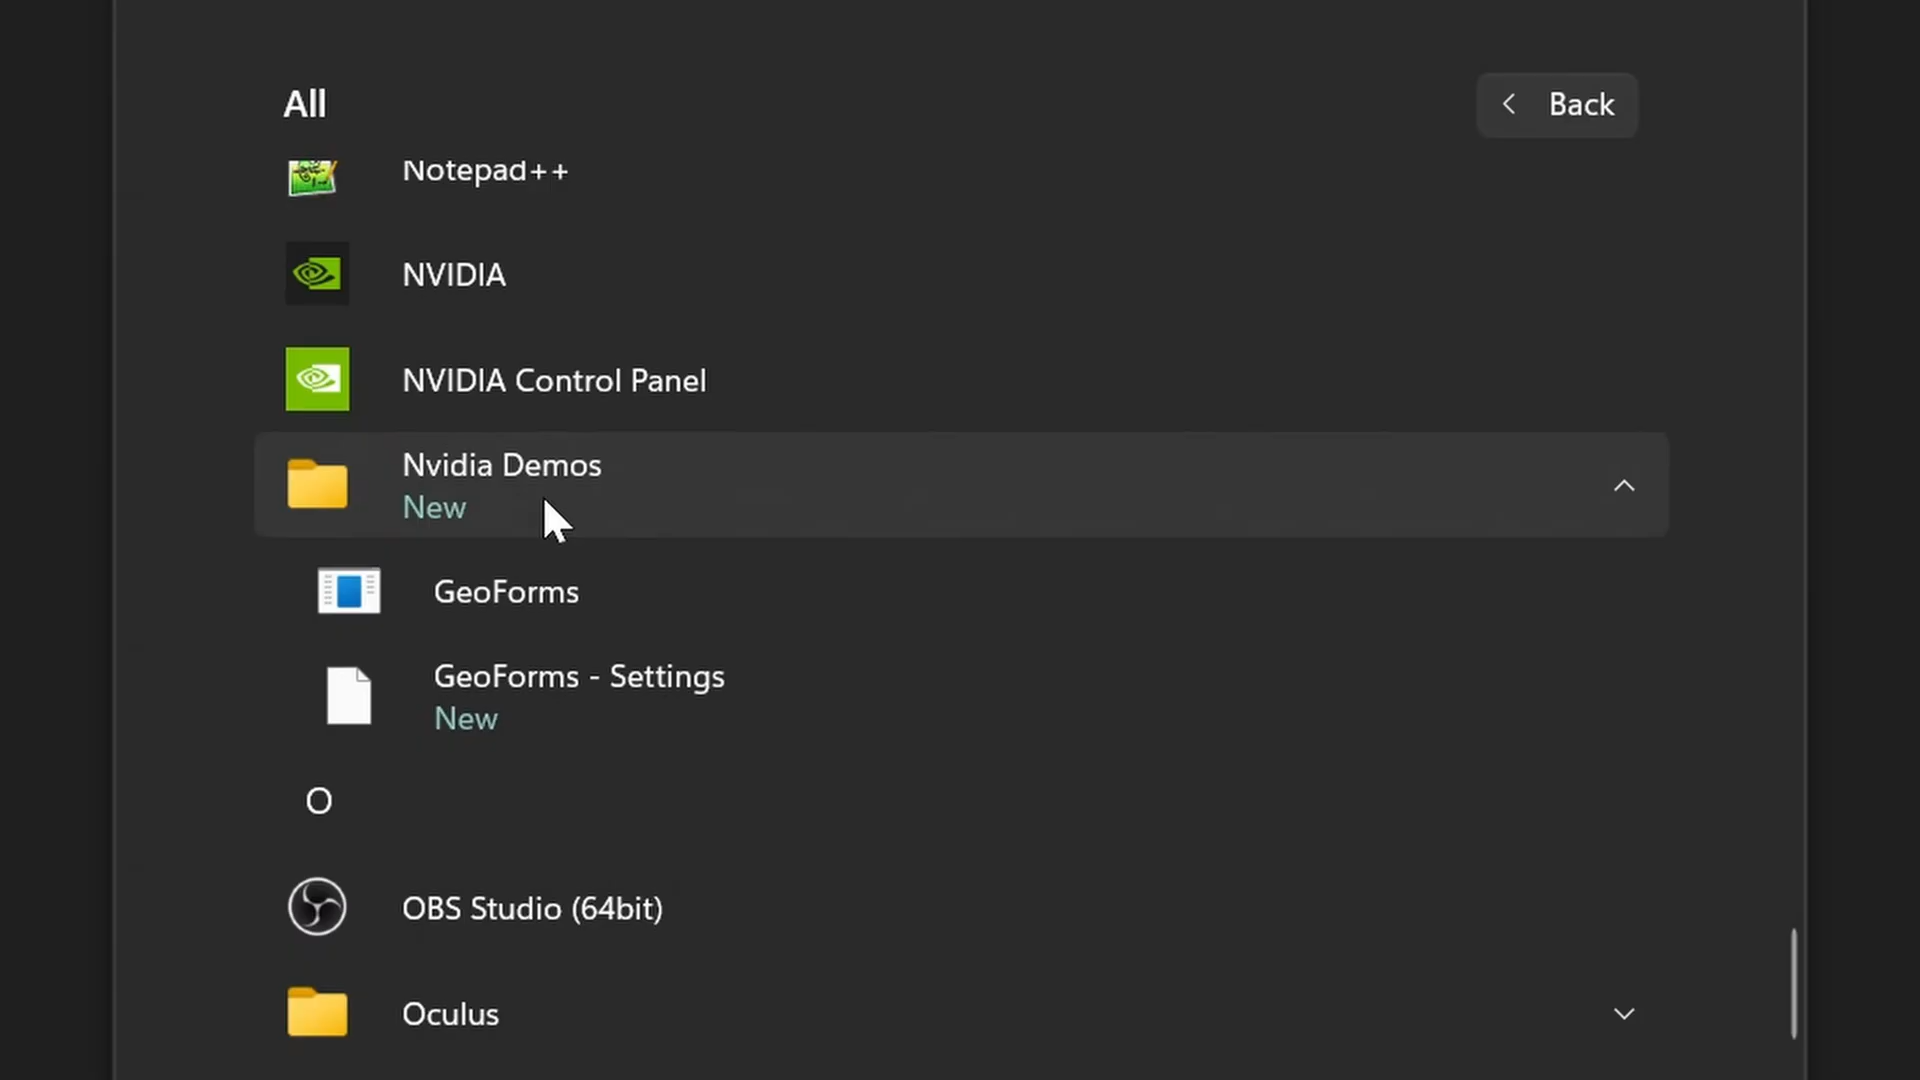 All
Back
Notepad++
NVIDIA
NVIDIA Control Panel
Nvidia Demos
New
GeoForms
GeoForms - Settings
New
O
OBS Studio (64bit)
Oculus